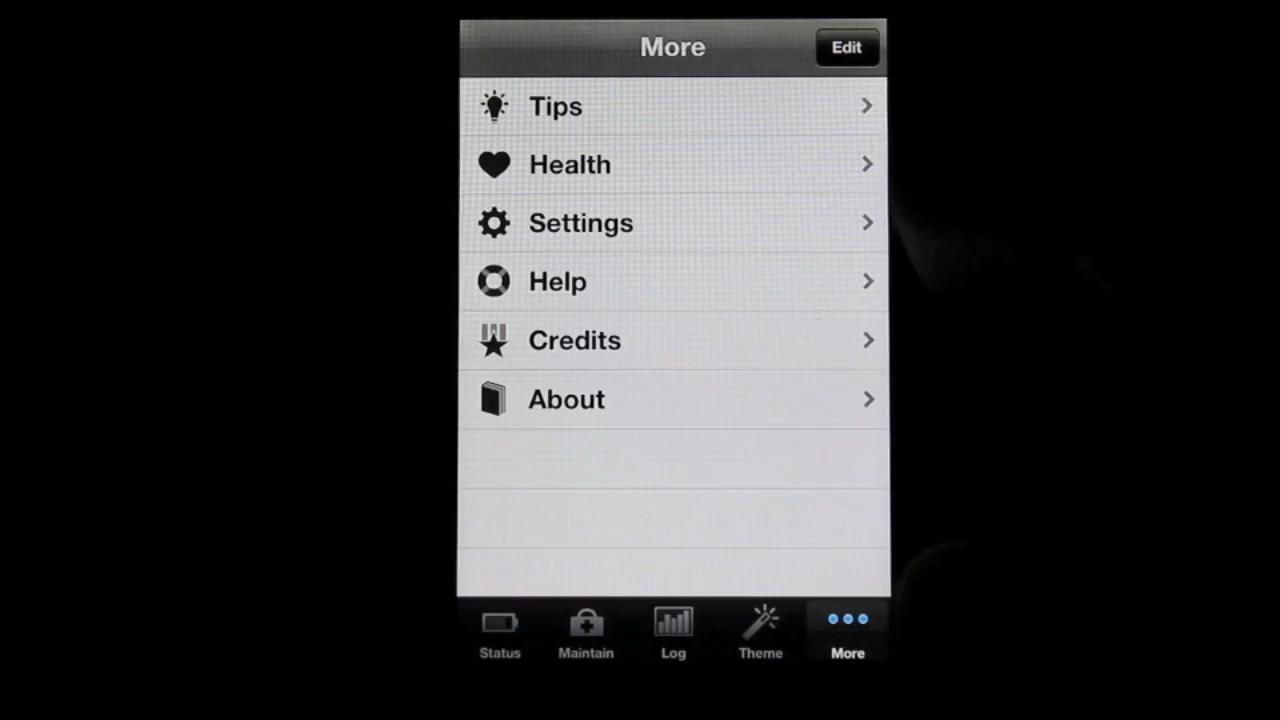 More
Edit
Tips
Health
Settings
Help
Credits
About
Status Maintain Log Theme More